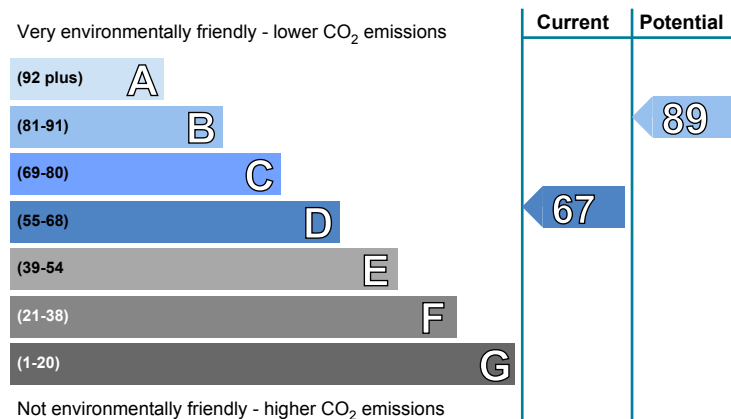 Very environmentally friendly - lower CO₂ emissions
Current
Potential
(92 plus) A
(81-91) B
(69-80) C
(55-68) D
(39-54 E
(21-38) F
(1-20) G
89
67
Not environmentally friendly - higher CO₂ emissions